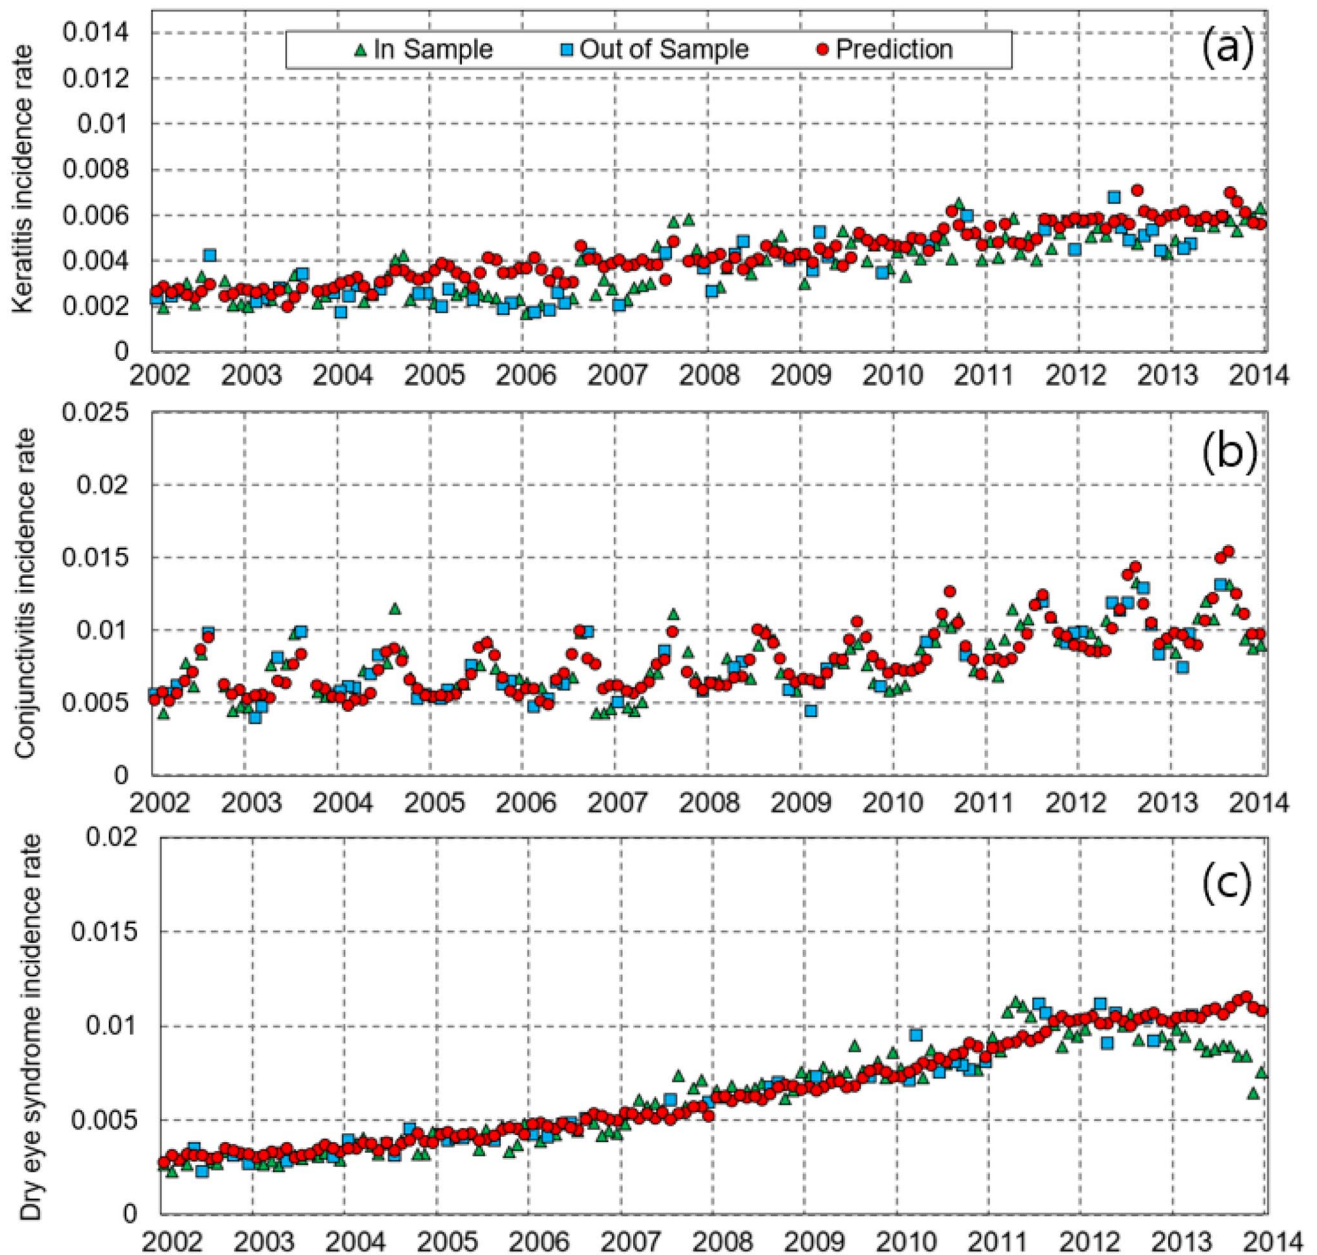 Keratitis incidence rate
0.014
0.012
0.01
0.008
0.006
0.004
0.002
0
In Sample Out of Sample Prediction
(a)
2002 2003 2004 2005 2006 2007 2008 2009 2010 2011 2012 2013 2014
Conjunctivitis incidence rate
0.025
0.02
0.015
0.01
0.005
0
(b)
2002 2003 2004 2005 2006 2007 2008 2009 2010 2011 2012 2013 2014
Dry eye syndrome incidence rate
0.02
0.015
0.01
0.005
0
(c)
2002 2003 2004 2005 2006 2007 2008 2009 2010 2011 2012 2013 2014